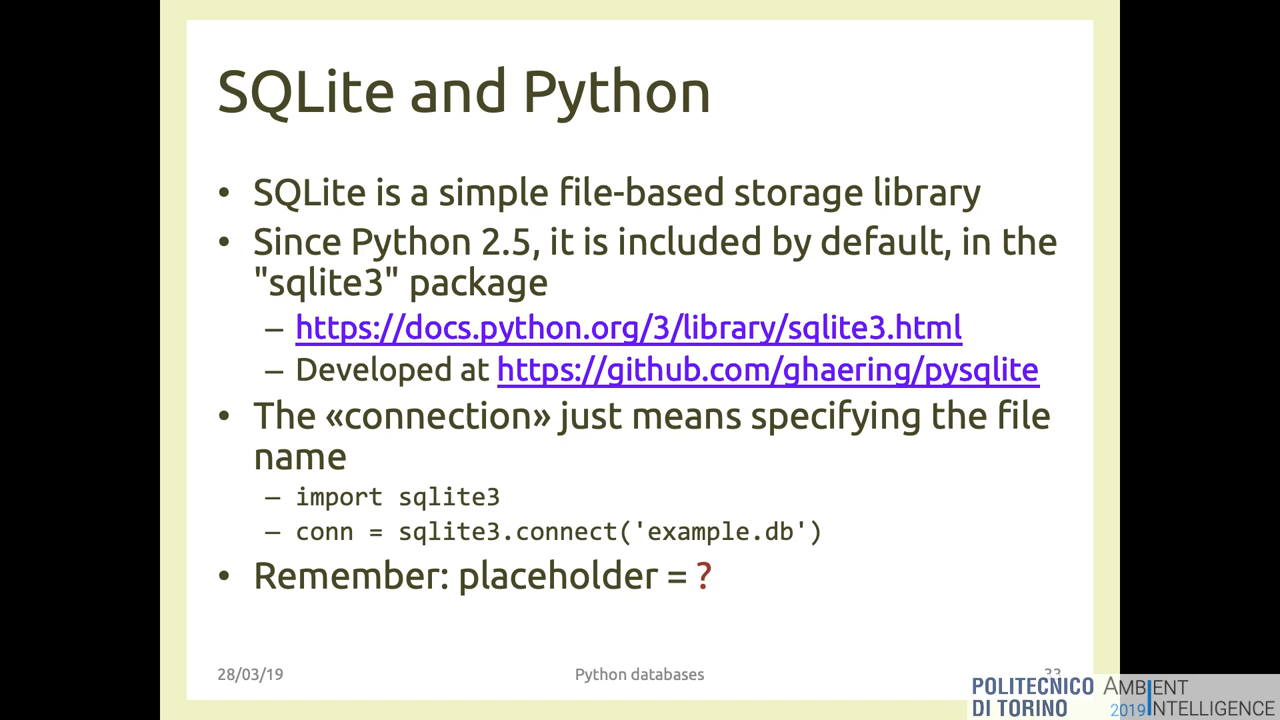 SQLite and Python
• SQLite is a simple file-based storage library
• Since Python 2.5, it is included by default, in the
"sqlite3" package
– https://docs.python.org/3/library/sqlite3.html
– Developed at https://github.com/ghaering/pysqlite
• The «connection» just means specifying the file
name
– import sqlite3
– conn = sqlite3.connect('example.db')
• Remember: placeholder = ?
28/03/19
Python databases
POLITECNICO
DI TORINO
AMBIENT
2019 INTELLIGENCE